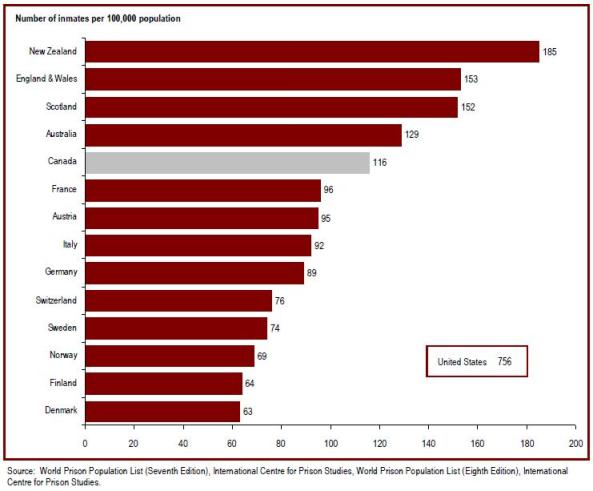 Number of inmates per 100,000 population
New Zealand 185
England & Wales 153
Scotland 152
Australia 129
Canada 116
France 96
Austria 95
Italy 92
Germany 89
Switzerland 76
Sweden 74
Norway 69
United States 756
Finland 64
Denmark 63
0 20 40 60 80 100 120 140 160 180 200
Source: World Prison Population List (Seventh Edition), International Centre for Prison Studies, World Prison Population List (Eighth Edition), International
Centre for Prison Studies.